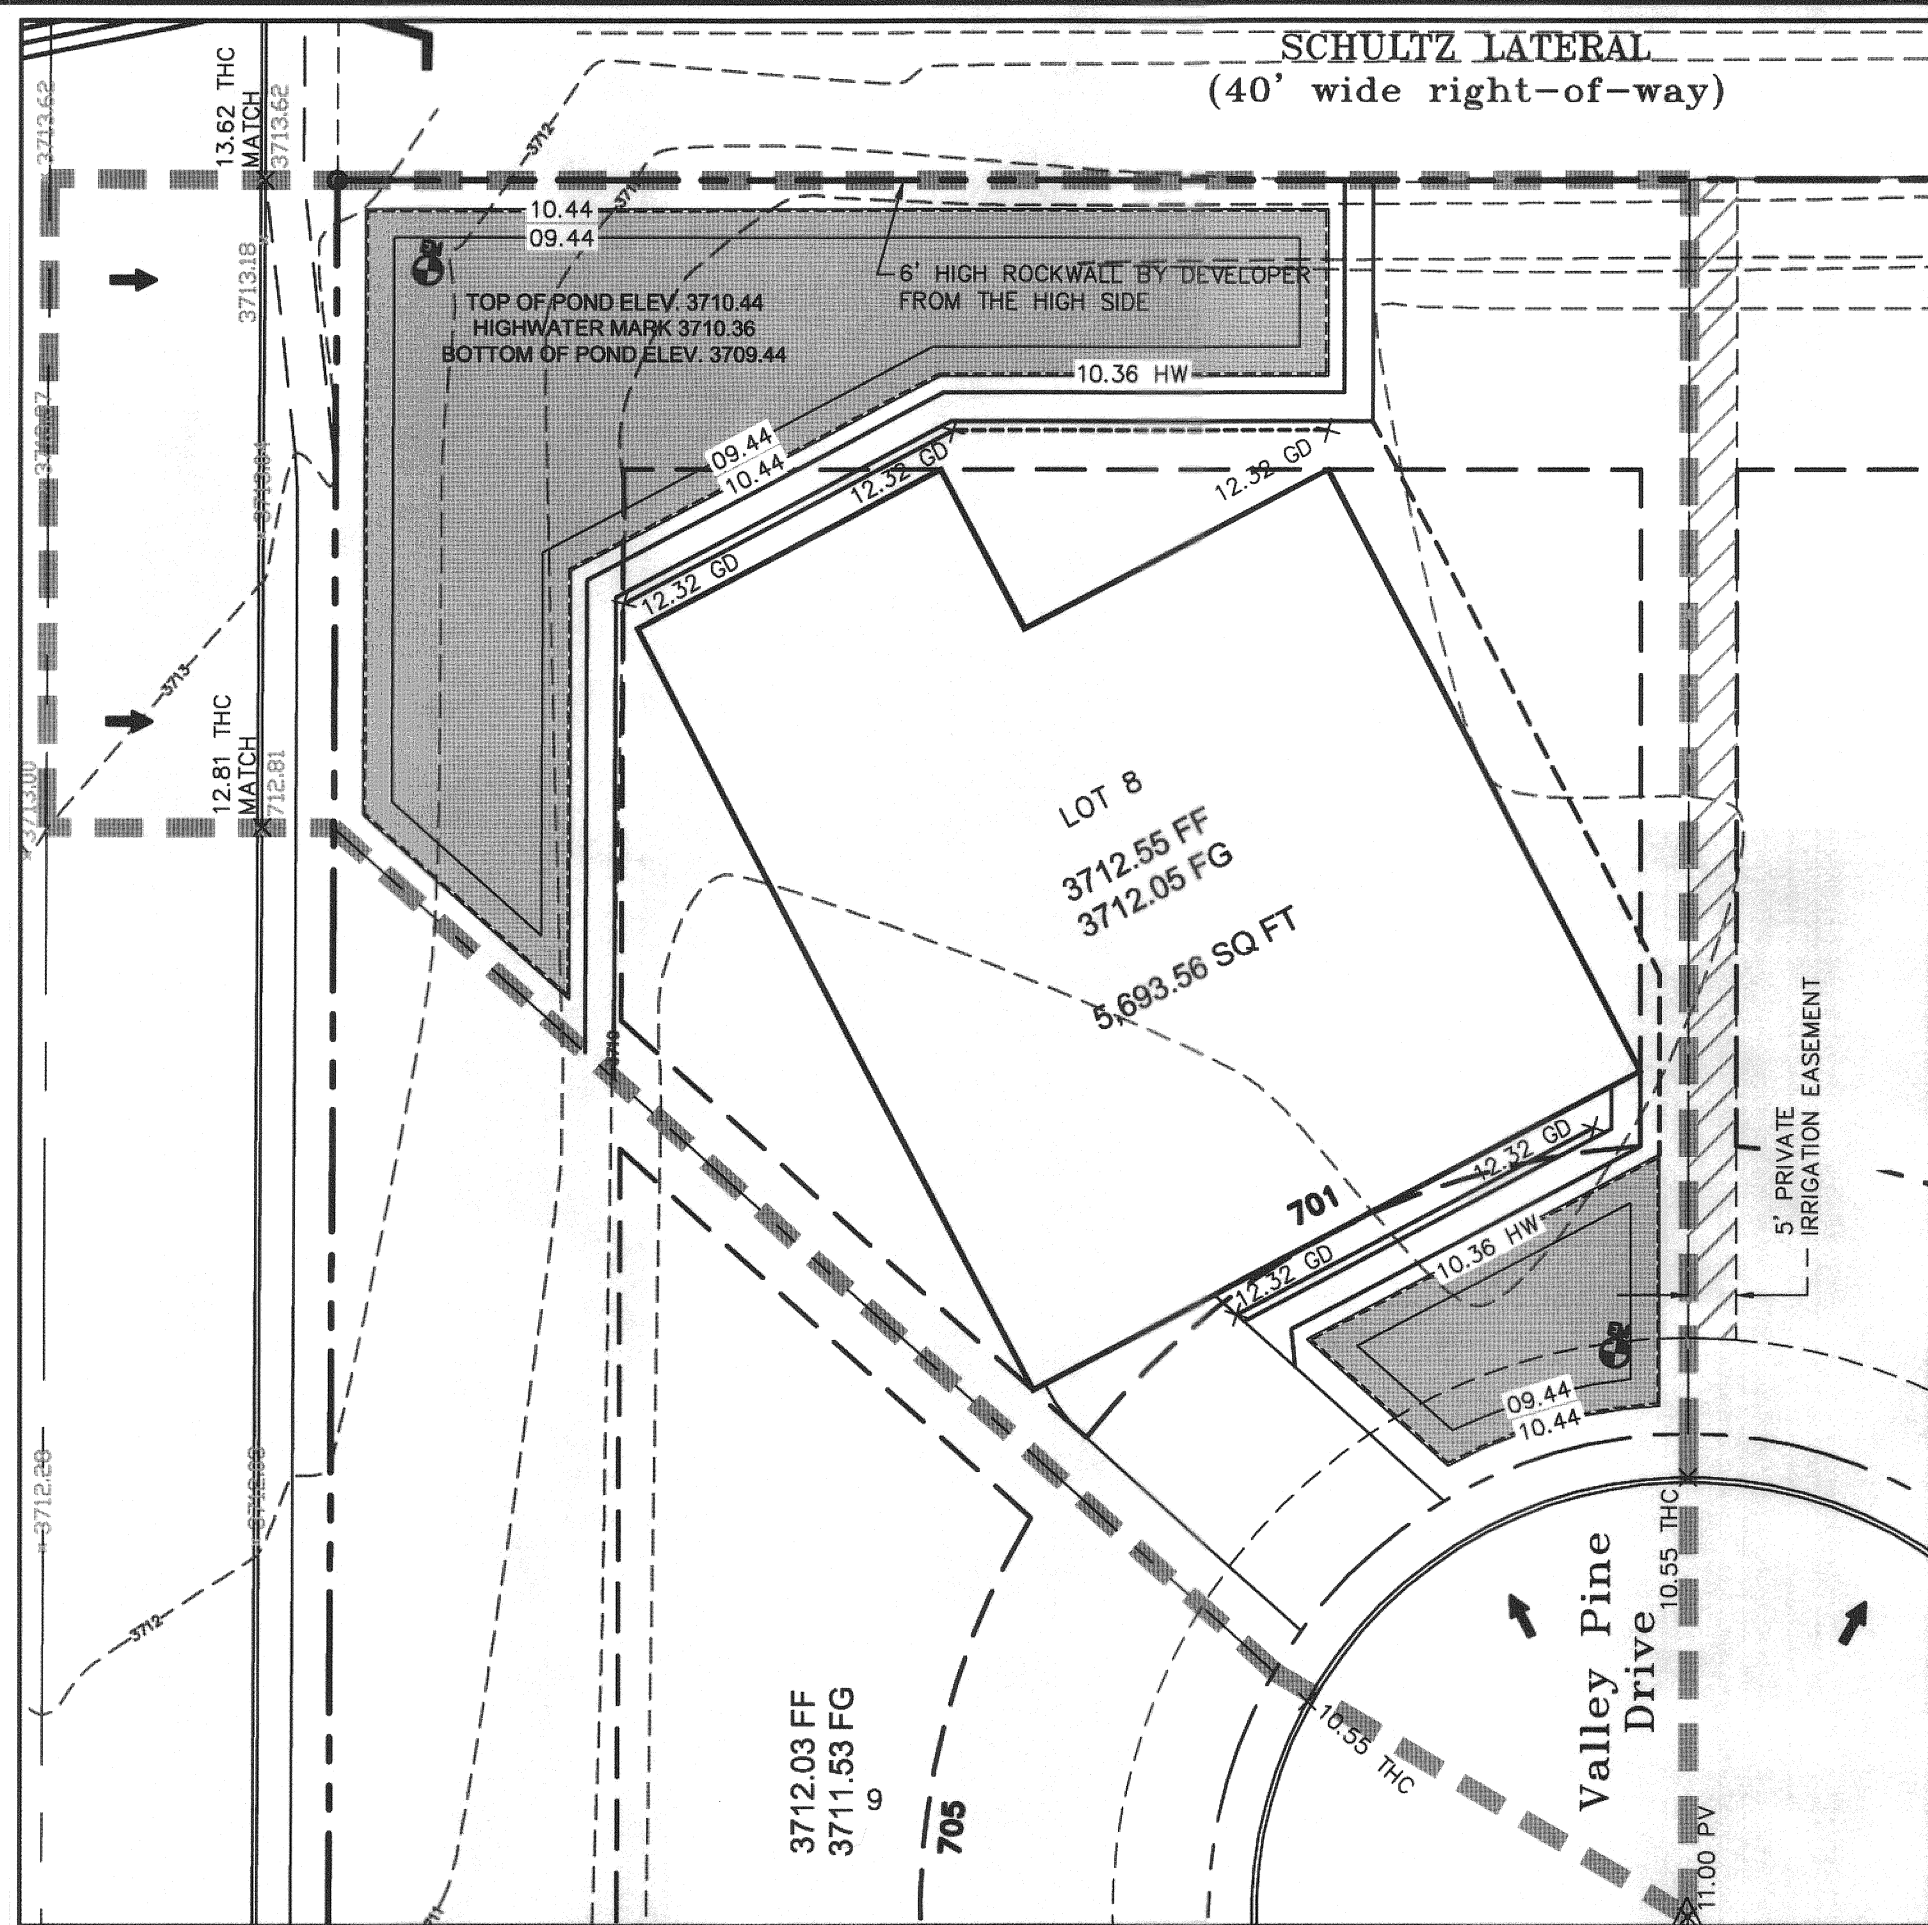 SCHULTZ LATERAL
(40' wide right-of-way)
13.62 THC
MATCH
3713.62
3713.62
3712
10.44
09.44
3713.18
6' HIGH ROCKWALL BY DEVELOPER
FROM THE HIGH SIDE
TOP OF POND ELEV. 3710.44
HIGHWATER MARK 3710.36
BOTTOM OF POND ELEV. 3709.44
10.36 HW
09.44
10.44
12.32 GD
12.32 GD
12.32 GD
3713
12.81 THC
MATCH
3713.00
LOT 8
3712.55 FF
3712.05 FG
5,693.56 SQ FT
5' PRIVATE
IRRIGATION EASEMENT
12.32 GD
701
12.32 GD
10.36 HW
09.44
10.44
3712.20
10.55 THC
Valley Pine
Drive
3712
10.55 THC
3712.03 FF
3711.53 FG
9
705
11.00 PV